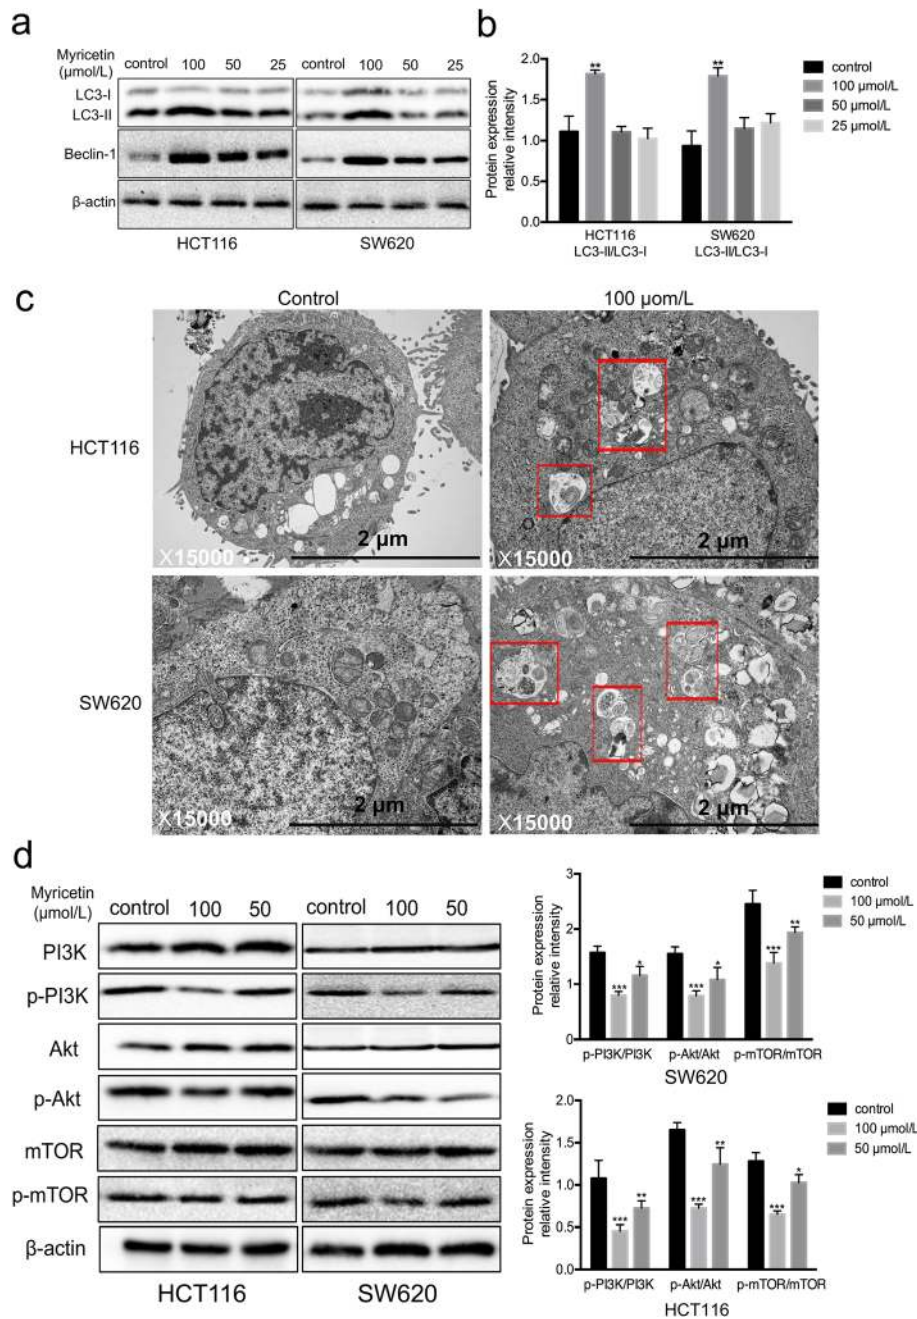 a
Myricetin
(µmol/L)
control 100 50 25
control 100 50 25
LC3-I
LC3-II
Beclin-1
β-actin
HCT116
SW620
b
Protein expression
relative intensity
2.0
1.5
1.0
0.5
0.0
** **
control
100 µmol/L
50 µmol/L
25 µmol/L
HCT116
LC3-II/LC3-I
SW620
LC3-II/LC3-I
c
Control
100 µom/L
HCT116
X15000
2 µm
2 µm
X15000
SW620
X15000
2 µm
X15000
2 µm
d
Myricetin
(µmol/L)
control 100 50
control 100 50
PI3K
p-PI3K
Akt
p-Akt
mTOR
p-mTOR
β-actin
HCT116
SW620
Protein expression
relative intensity
3
2
1
0
*** * *** * *** **
control
100 µmol/L
50 µmol/L
p-PI3K/PI3K p-Akt/Akt p-mTOR/mTOR
SW620
Protein expression
relative intensity
2.0
1.5
1.0
0.5
0.0
*** ** *** ** *** *
control
100 µmol/L
50 µmol/L
p-PI3K/PI3K p-Akt/Akt p-mTOR/mTOR
HCT116